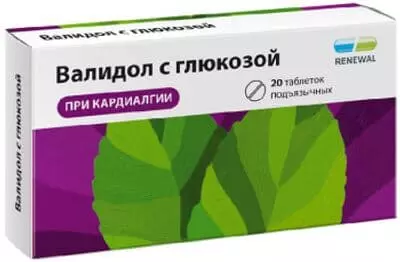 Валидол с глюкозой
RENEWAL
ПРИ КАРДИАЛГИИ
20 таблеток
подъязычных